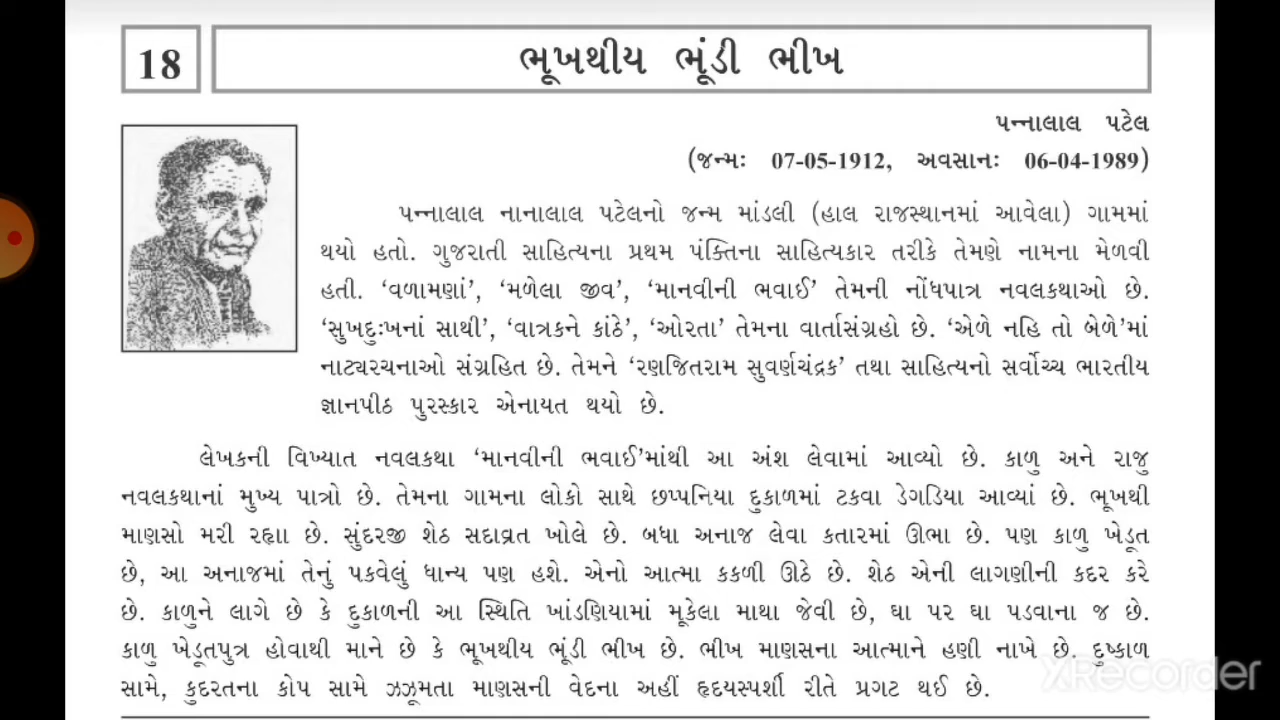 18
ભૂખથીય ભૂંડી ભીખ
પન્નાલાલ પટેલ
(જન્મઃ 07-05-1912, અવસાનઃ 06-04-1989)
પન્નાલાલ નાનાલાલ પટેલનો જન્મ માંડલી (હાલ રાજસ્થાનમાં આવેલા) ગામમાં
થયો હતો. ગુજરાતી સાહિત્યના પ્રથમ પંક્તિના સાહિત્યકાર તરીકે તેમણે નામના મેળવી
હતી. ‘વળામણાં’, ‘મળેલા જીવ’, ‘માનવીની ભવાઈ’ તેમની નોંધપાત્ર નવલકથાઓ છે.
‘સુખદુઃખનાં સાથી’, ‘વાત્રકને કાંઠે’, ‘ઓરતા’ તેમના વાર્તાસંગ્રહો છે. ‘એળે નહિ તો બેળે’માં
નાટ્યરચનાઓ સંગ્રહિત છે. તેમને ‘રણજિતરામ સુવર્ણચંદ્રક’ તથા સાહિત્યનો સર્વોચ્ચ ભારતીય
જ્ઞાનપીઠ પુરસ્કાર એનાયત થયો છે.
લેખકની વિખ્યાત નવલકથા ‘માનવીની ભવાઈ’માંથી આ અંશ લેવામાં આવ્યો છે. કાળુ અને રાજુ
નવલકથાનાં મુખ્ય પાત્રો છે. તેમના ગામના લોકો સાથે છપ્પનિયા દુકાળમાં ટકવા ડેગડિયા આવ્યાં છે. ભૂખથી
માણસો મરી રહ્યા છે. સુંદરજી શેઠ સદાવ્રત ખોલે છે. બધા અનાજ લેવા કતારમાં ઊભા છે. પણ કાળુ ખેડૂત
છે, આ અનાજમાં તેનું પકવેલું ધાન્ય પણ હશે. એનો આત્મા કકળી ઊઠે છે. શેઠ એની લાગણીની કદર કરે
છે. કાળુને લાગે છે કે દુકાળની આ સ્થિતિ ખાંડણિયામાં મૂકેલા માથા જેવી છે, ઘા પર ઘા પડવાના જ છે.
કાળુ ખેડૂતપુત્ર હોવાથી માને છે કે ભૂખથીય ભૂંડી ભીખ છે. ભીખ માણસના આત્માને હણી નાખે છે. દુષ્કાળ
સામે, કુદરતના કોપ સામે ઝઝૂમતા માણસની વેદના અહીં હૃદયસ્પર્શી રીતે પ્રગટ થઈ છે.
XRecorder